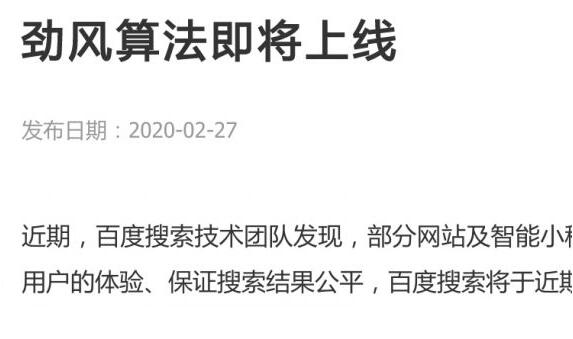 劲风算法即将上线
发布日期：2020-02-27
近期，百度搜索技术团队发现，部分网站及智能小
用户的体验、保证搜索结果公平，百度搜索将于近期